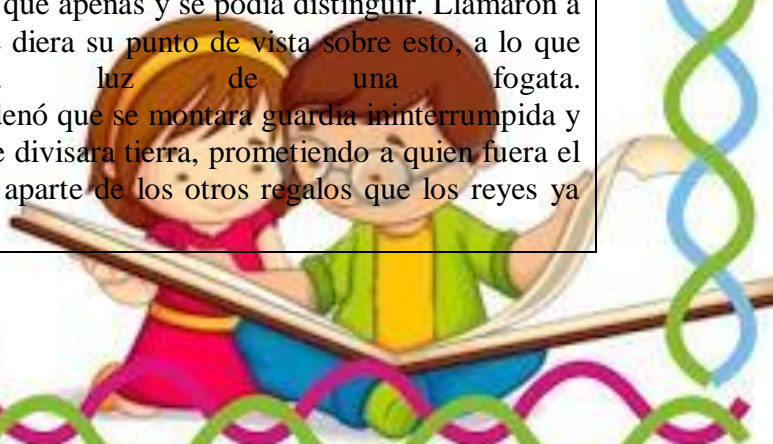 que apenas y se podía distinguir. Llamaron a
diera su punto de vista sobre esto, a lo que
luz de una fogata.
que se montara guardia ininterrumpida y
divisara tierra, prometiendo a quien fuera el
aparte de los otros regalos que los reyes ya